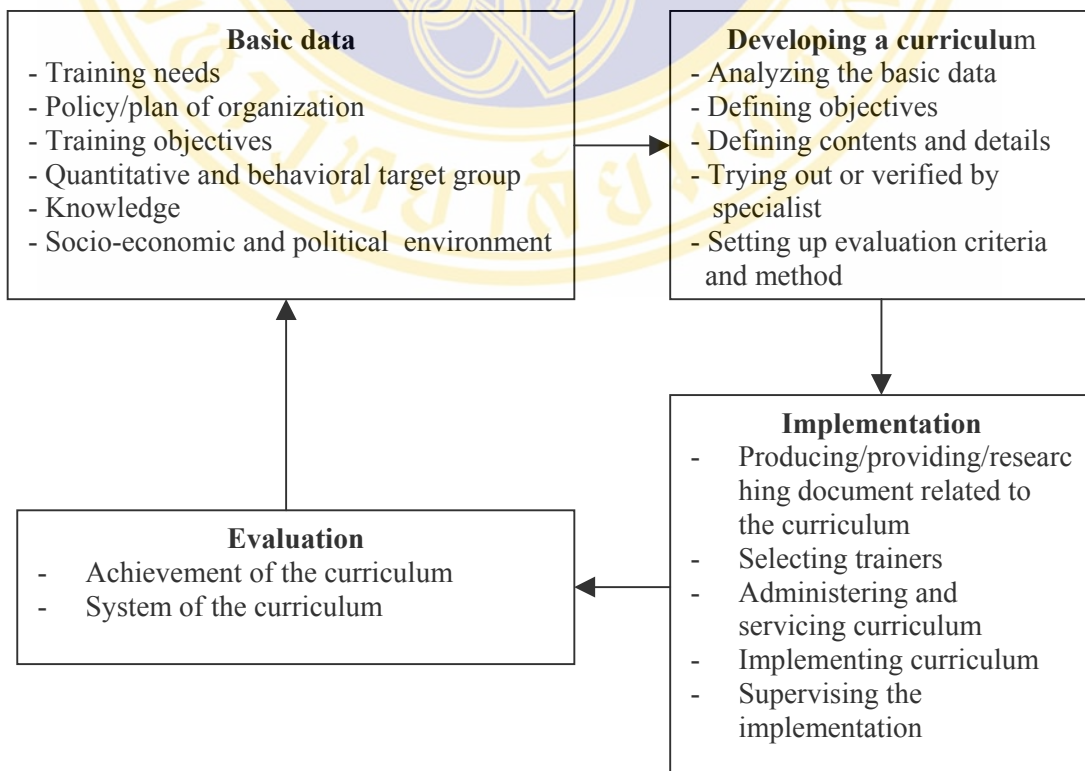 Basic data
- Training needs
- Policy/plan of organization
- Training objectives
- Quantitative and behavioral target group
- Knowledge
- Socio-economic and political environment
Developing a curriculum
- Analyzing the basic data
- Defining objectives
- Defining contents and details
- Trying out or verified by
specialist
- Setting up evaluation criteria
and method
Implementation
- Producing/providing/researc
hing document related to
the curriculum
- Selecting trainers
- Administering and
servicing curriculum
- Implementing curriculum
- Supervising the
implementation
Evaluation
- Achievement of the curriculum
- System of the curriculum